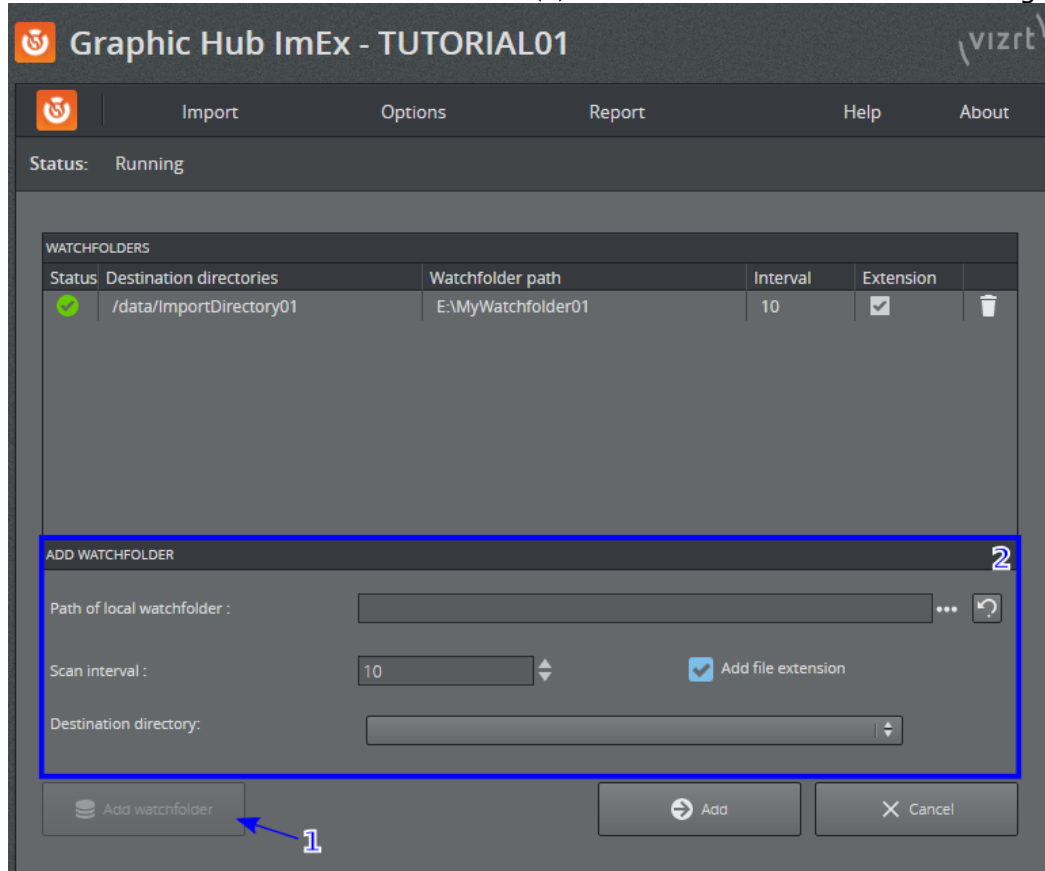 Graphic Hub ImEx - TUTORIAL01
vizrt
Import Options Report Help About
Status: Running
WATCHFOLDERS
Status Destination directories Watchfolder path Interval Extension
/data/ImportDirectory01 E:\MyWatchfolder01 10
ADD WATCHFOLDER 2
Path of local watchfolder :
Scan interval : 10 Add file extension
Destination directory:
Add watchfolder Add Cancel
1